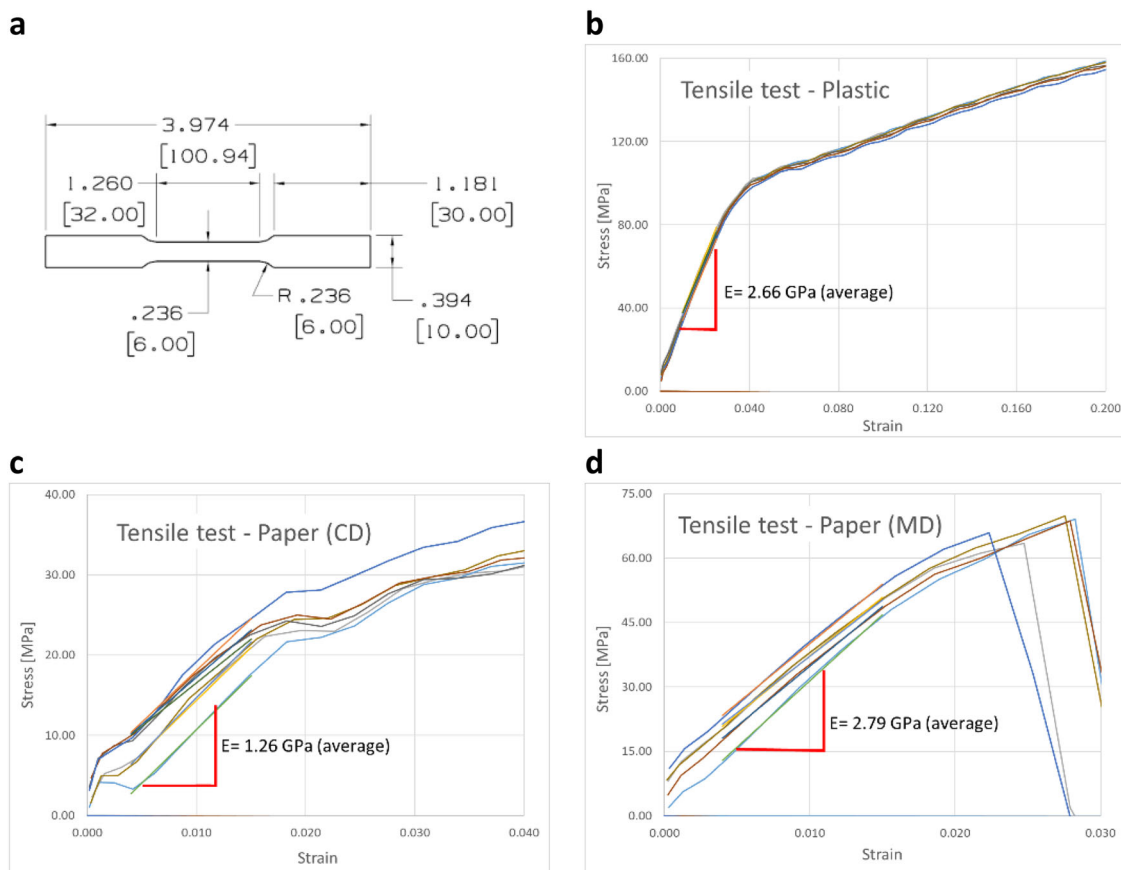 a
3.974
[100.94]
1.260
[32.00]
1.181
[30.00]
.236
[6.00]
R.236
[6.00]
.394
[10.00]
b
160.00
120.00
80.00
40.00
0.00
Stress [MPa]
Tensile test - Plastic
E= 2.66 GPa (average)
0.000 0.040 0.080 0.120 0.160 0.200
Strain
c
40.00
30.00
20.00
10.00
0.00
Stress [MPa]
Tensile test - Paper (CD)
E= 1.26 GPa (average)
0.000 0.010 0.020 0.030 0.040
Strain
d
75.00
60.00
45.00
30.00
15.00
0.00
Stress [MPa]
Tensile test - Paper (MD)
E= 2.79 GPa (average)
0.000 0.010 0.020 0.030
Strain